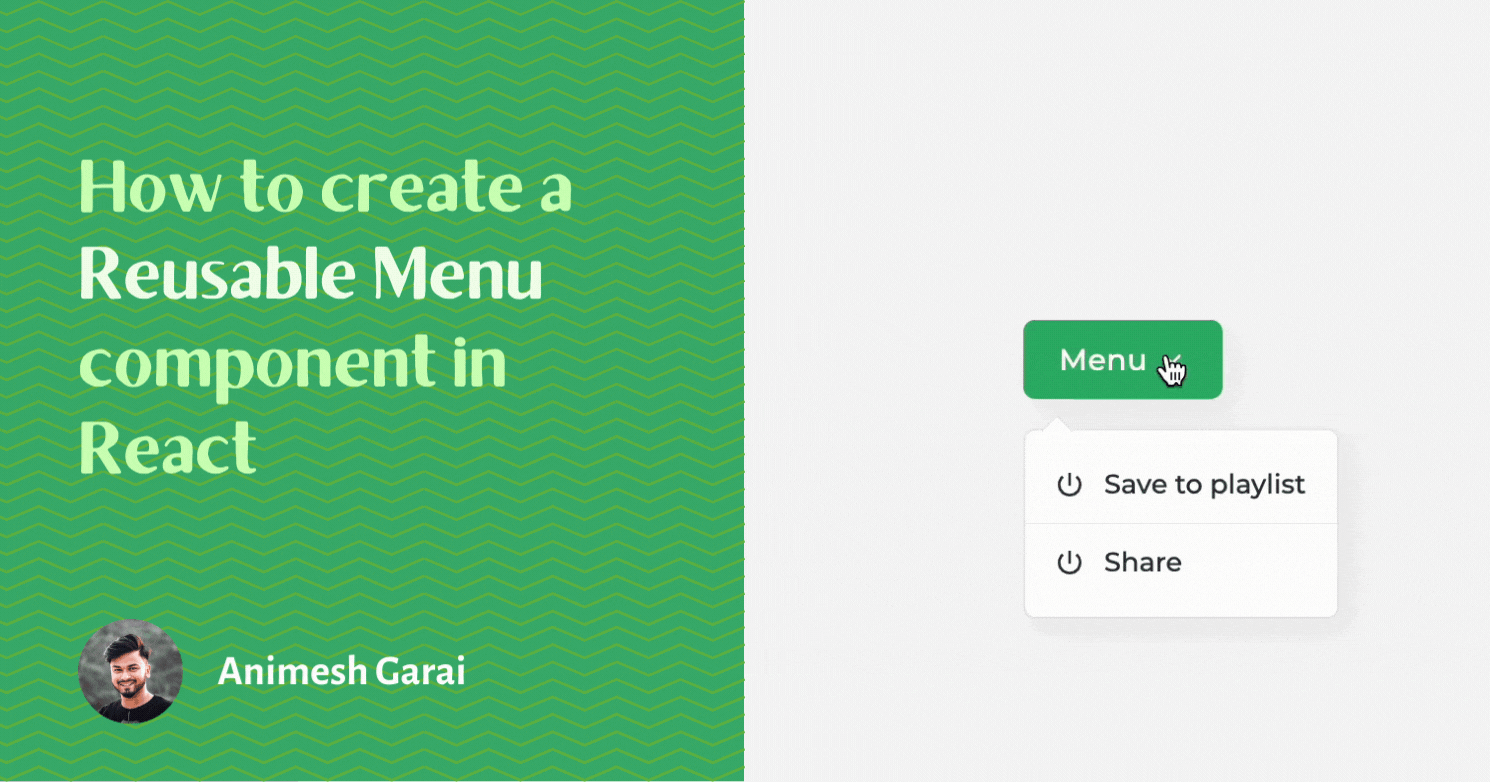 How to create a
Reusable Menu
component in
React
Animesh Garai
Menu
Save to playlist
Share